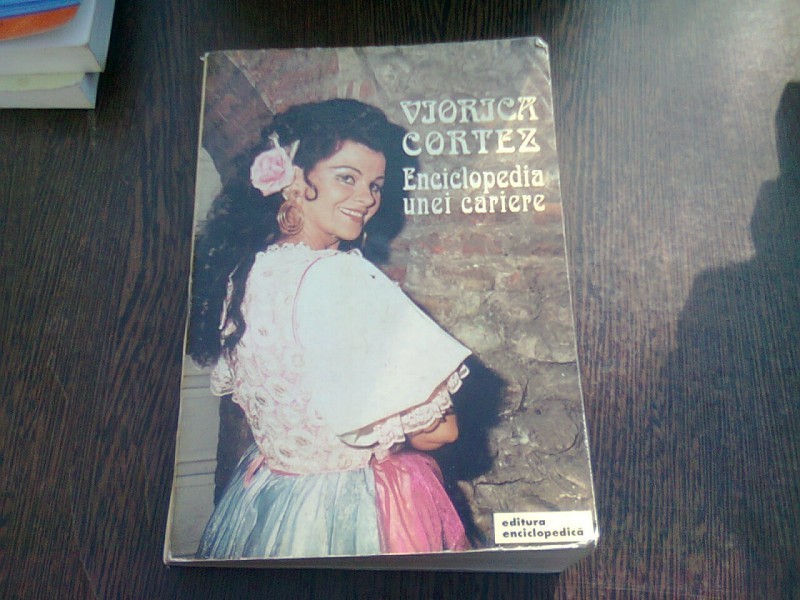 VIORICA
CORTEZ
Enciclopedia
unei cariere
editura
enciclopedică